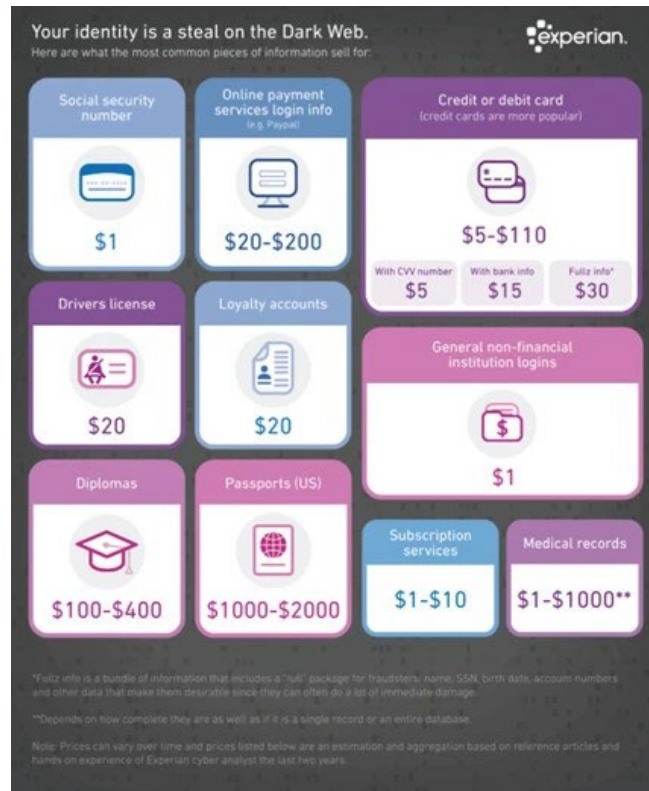 Your identity is a steal on the Dark Web.
Here are what the most common pieces of information sell for:
experian.
Social security
number
$1
Online payment
services login info
(e.g. Paypal)
$20-$200
Credit or debit card
(credit cards are more popular)
$5-$110
With CVV number
$5
With bank info
$15
Fullz info*
$30
Drivers license
$20
Loyalty accounts
$20
General non-financial
institution logins
$
$1
Diplomas
$100-$400
Passports (US)
$1000-$2000
Subscription
services
$1-$10
Medical records
$1-$1000**
*Fullz info is a bundle of information that includes a "full" package for fraudsters: name, SSN, birth date, account numbers
and other data that make them desirable since they can often do a lot of immediate damage.
**Depends on how complete they are as well as if it is a single record or an entire database.
Note: Prices can vary over time and prices listed below are an estimation and aggregation based on reference articles and
hands on experience of Experian cyber analyst the last two years.